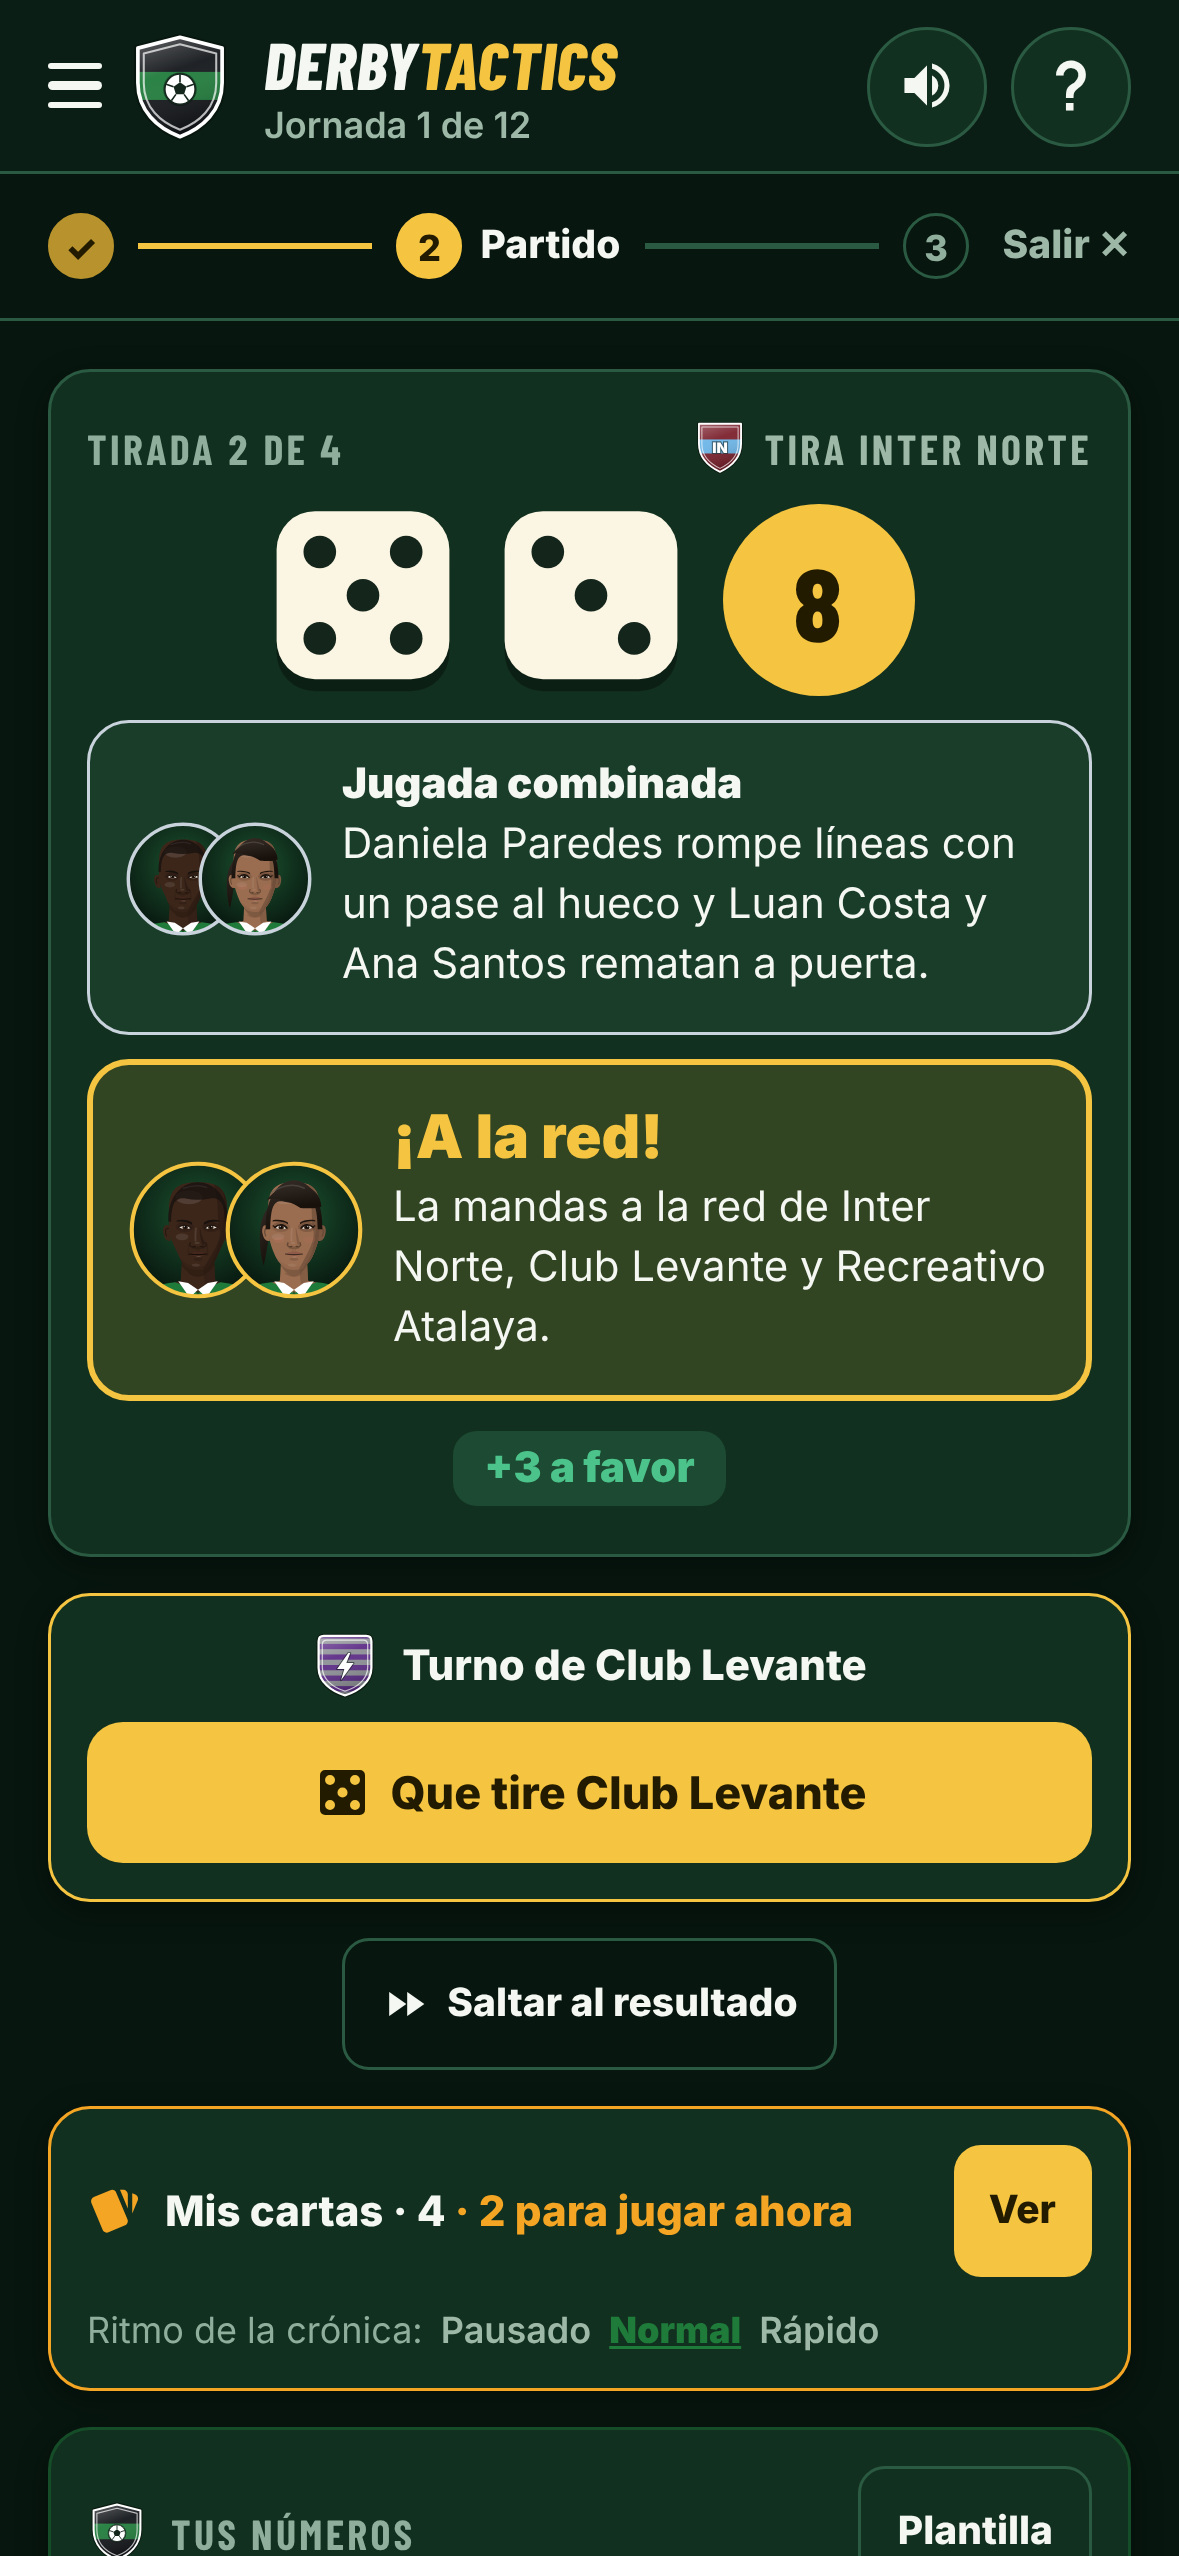 DERBYTACTICS
Jornada 1 de 12
2 Partido
3
Salir ✕
TIRADA 2 DE 4
IN
TIRA INTER NORTE
8
Jugada combinada
Daniela Paredes rompe líneas con
un pase al hueco y Luan Costa y
Ana Santos rematan a puerta.
¡A la red!
La mandas a la red de Inter
Norte, Club Levante y Recreativo
Atalaya.
+3 a favor
Turno de Club Levante
Que tire Club Levante
Saltar al resultado
Mis cartas · 4 · 2 para jugar ahora
Ver
Ritmo de la crónica: Pausado Normal Rápido
TUS NÚMEROS
Plantilla